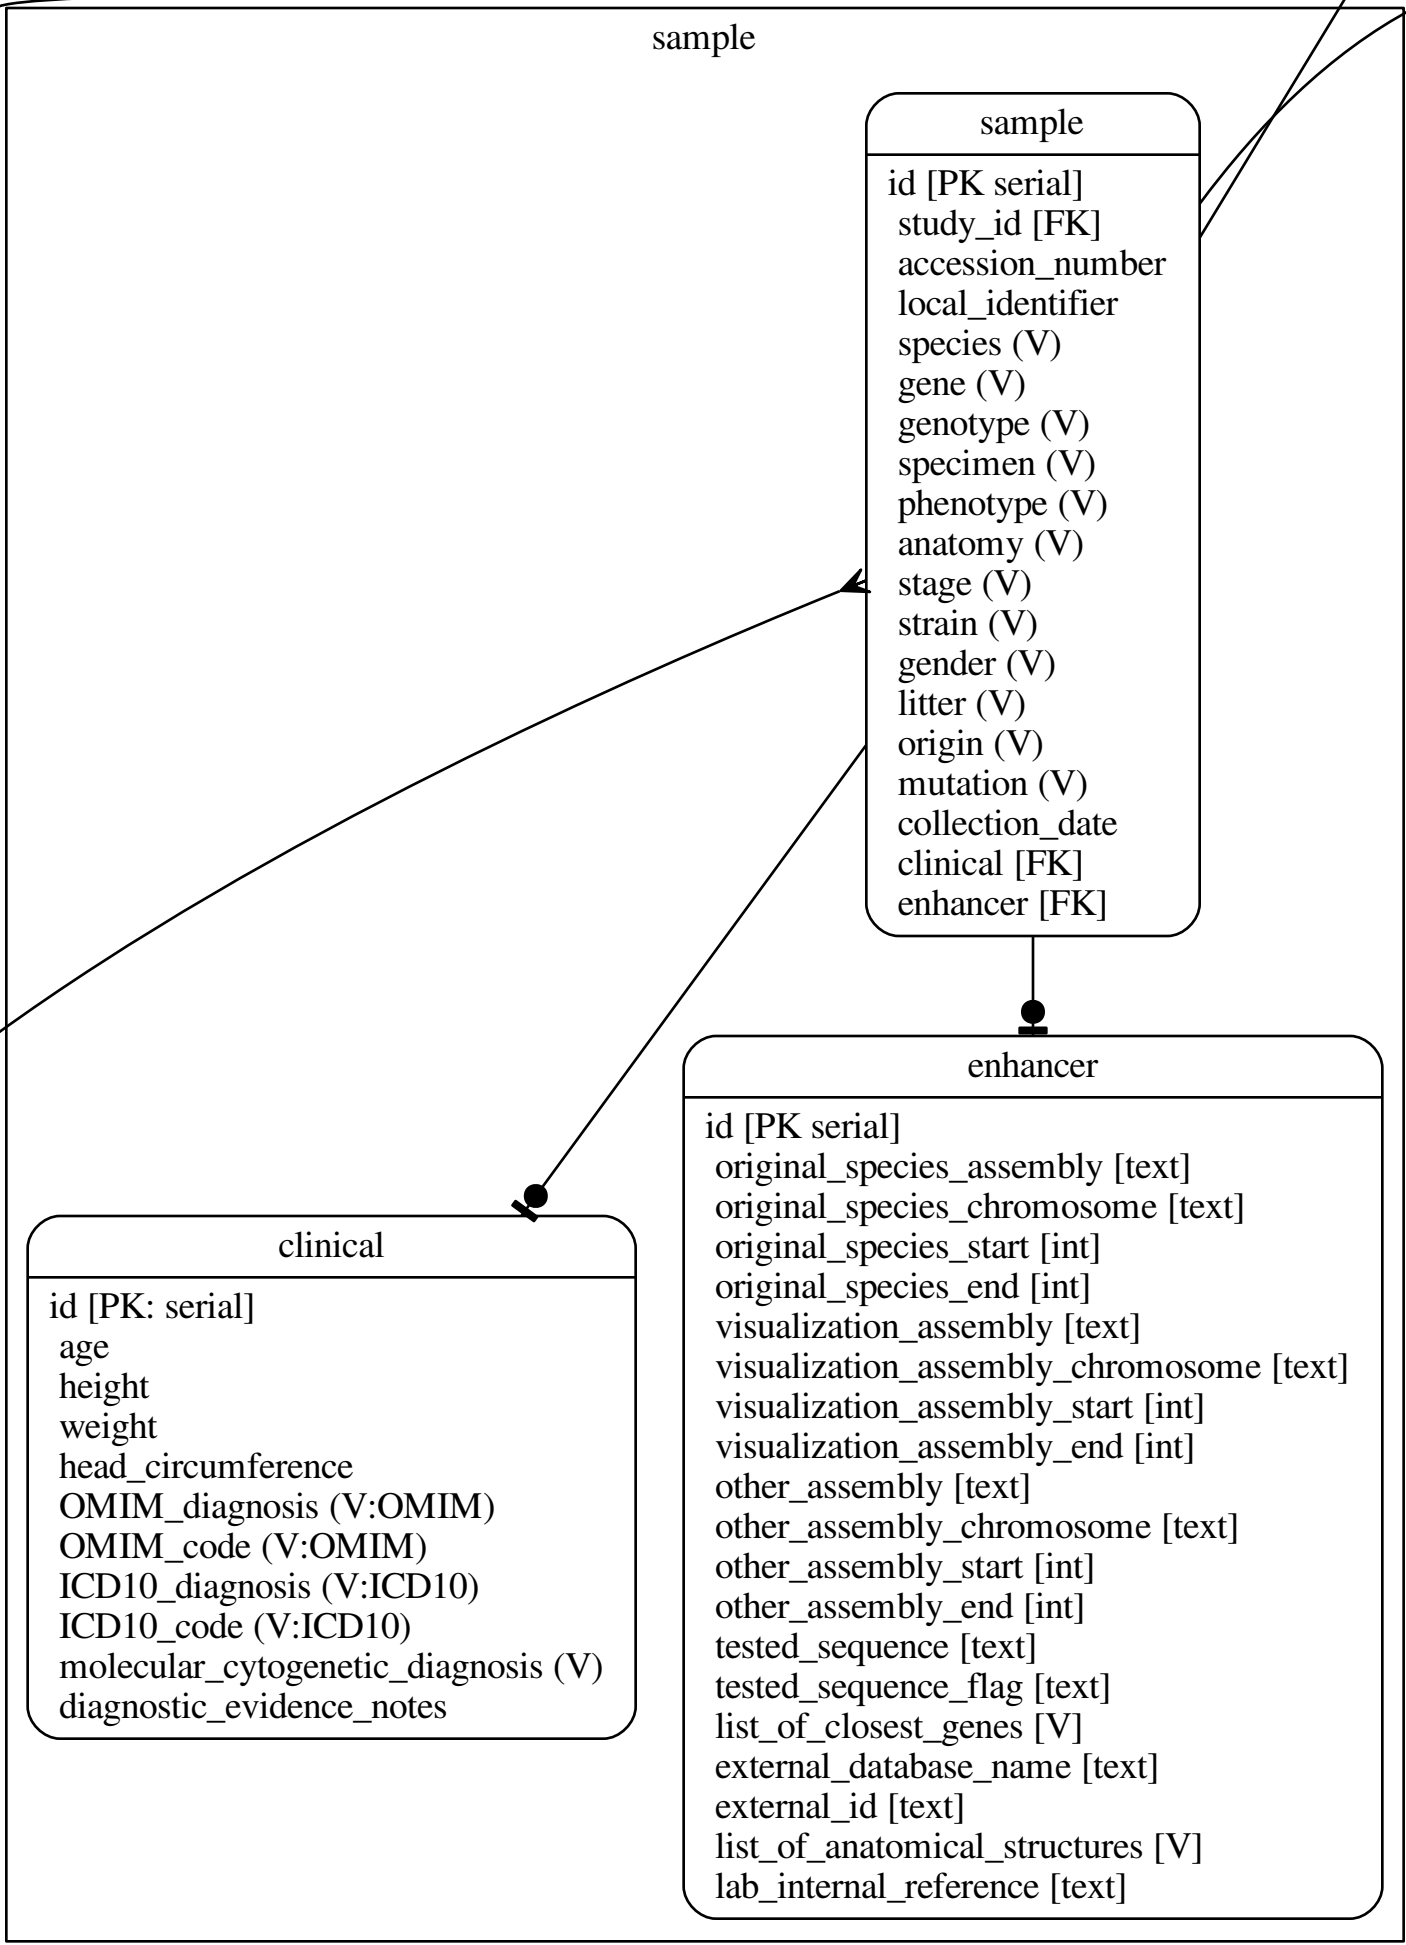 sample
sample
id [PK serial]
study_id [FK]
accession_number
local_identifier
species (V)
gene (V)
genotype (V)
specimen (V)
phenotype (V)
anatomy (V)
stage (V)
strain (V)
gender (V)
litter (V)
origin (V)
mutation (V)
collection_date
clinical [FK]
enhancer [FK]
clinical
id [PK: serial]
age
height
weight
head_circumference
OMIM_diagnosis (V:OMIM)
OMIM_code (V:OMIM)
ICD10_diagnosis (V:ICD10)
ICD10_code (V:ICD10)
molecular_cytogenetic_diagnosis (V)
diagnostic_evidence_notes
enhancer
id [PK serial]
original_species_assembly [text]
original_species_chromosome [text]
original_species_start [int]
original_species_end [int]
visualization_assembly [text]
visualization_assembly_chromosome [text]
visualization_assembly_start [int]
visualization_assembly_end [int]
other_assembly [text]
other_assembly_chromosome [text]
other_assembly_start [int]
other_assembly_end [int]
tested_sequence [text]
tested_sequence_flag [text]
list_of_closest_genes [V]
external_database_name [text]
external_id [text]
list_of_anatomical_structures [V]
lab_internal_reference [text]